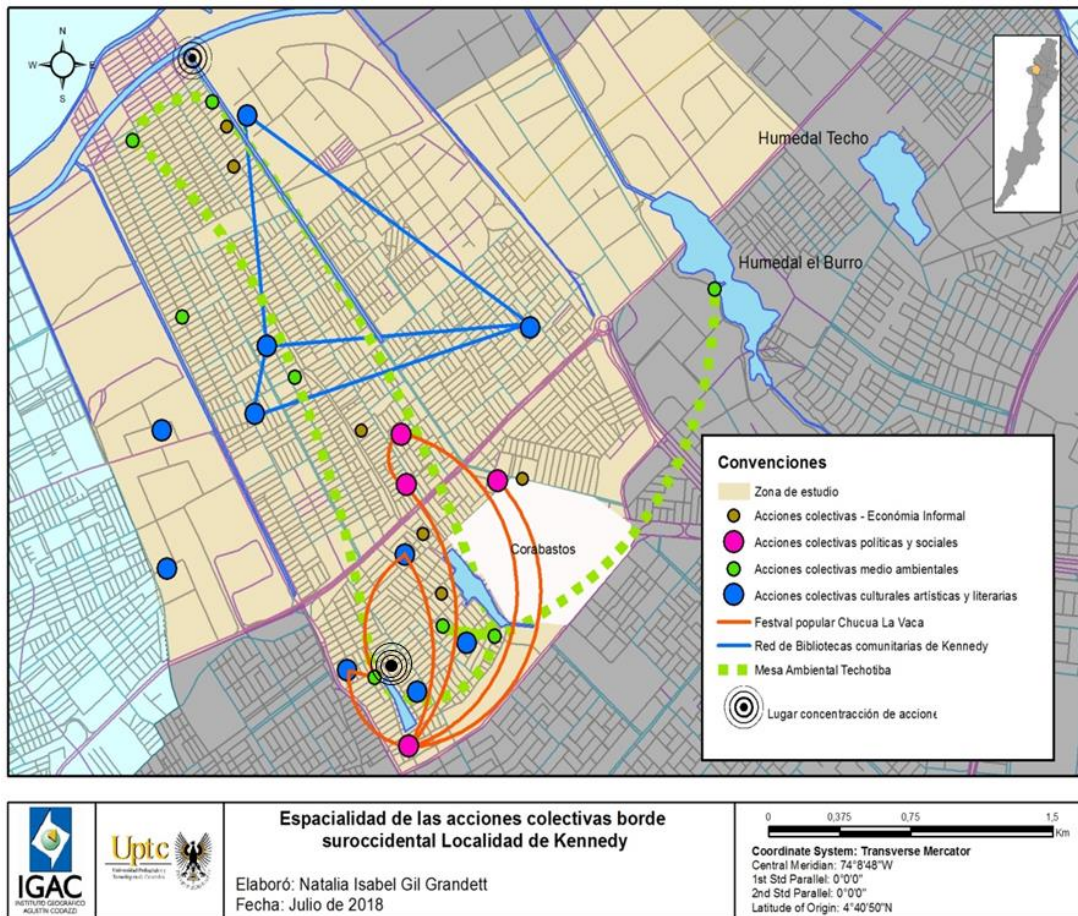 N
W
E
S
Humedal Techo
Humedal el Burro
Corabastos
Convenciones
Zona de estudio
Acciones colectivas - Económia Informal
Acciones colectivas políticas y sociales
Acciones colectivas medio ambientales
Acciones colectivas culturales artísticas y literarias
Festval popular Chucua La Vaca
Red de Bibliotecas comunitarias de Kennedy
Mesa Ambiental Techotiba
Lugar concentracción de accione
IGAC
INSTITUTO GEOGRÁFICO
AGUSTÍN CODAZZI
Uptc
Universidad Pedagógica y
Tecnológica de Colombia
Espacialidad de las acciones colectivas borde
suroccidental Localidad de Kennedy
Elaboró: Natalia Isabel Gil Grandett
Fecha: Julio de 2018
0 0,375 0,75 1,5
Km
Coordinate System: Transverse Mercator
Central Meridian: 74°8'48"W
1st Std Parallel: 0°0'0"
2nd Std Parallel: 0°0'0"
Latitude of Origin: 4°40'50"N